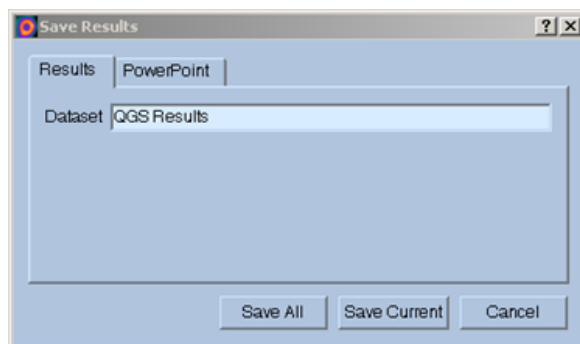 Save Results
Results PowerPoint
Dataset QGS Results
Save All Save Current Cancel